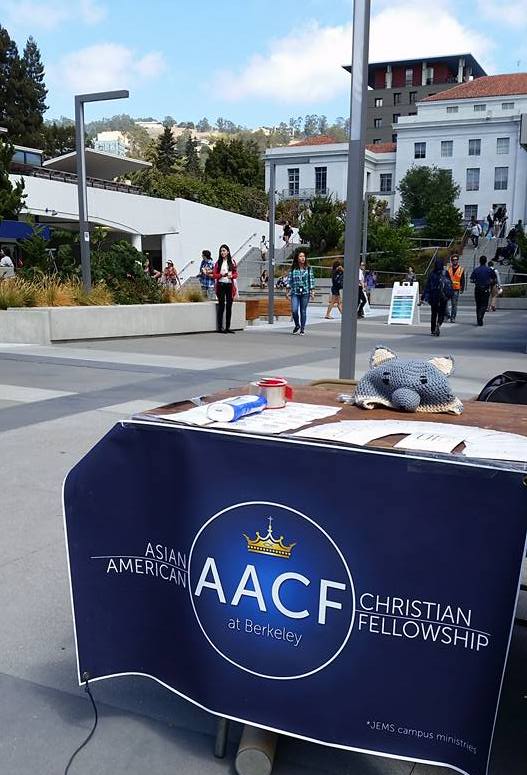 ASIAN
AMERICAN
AACF
at Berkeley
CHRISTIAN
FELLOWSHIP
*JEMS campus ministries